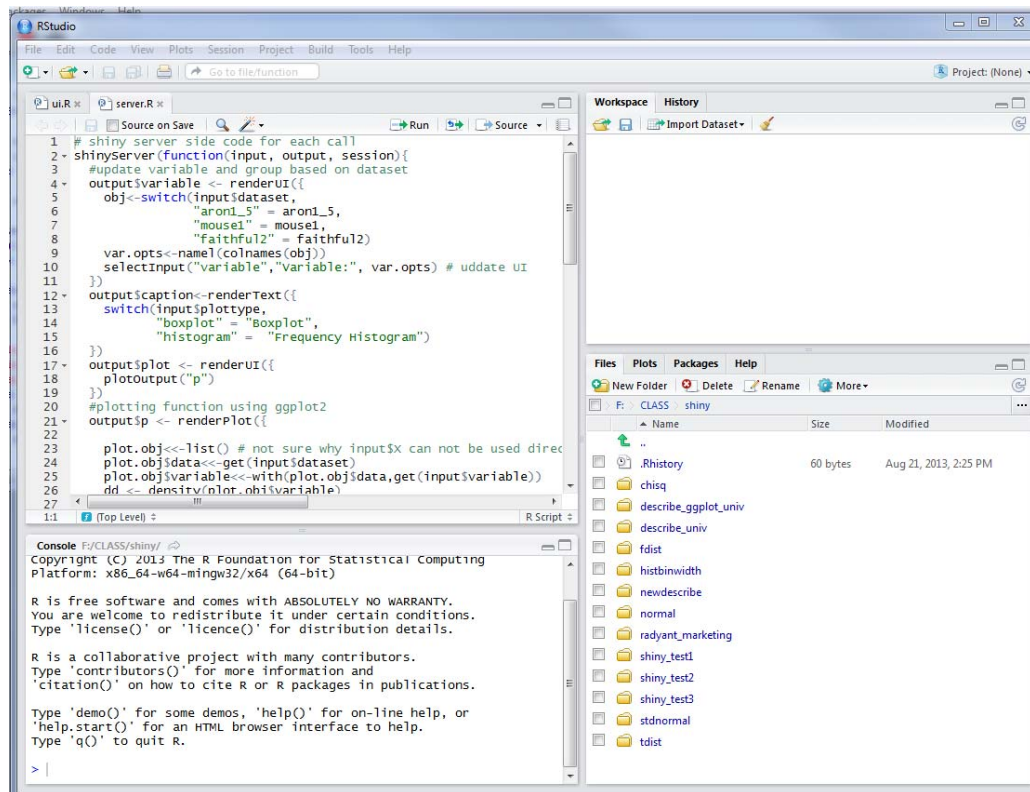 Packages Windows Help
RStudio
File Edit Code View Plots Session Project Build Tools Help
Go to file/function
Project: (None)
ui.R × server.R ×
Source on Save Run Source
1 # shiny server side code for each call
2 shinyServer(function(input, output, session){
3 #update variable and group based on dataset
4 output$variable <- renderUI({
5 obj<-switch(input$dataset,
6 "aron1_5" = aron1_5,
7 "mouse1" = mouse1,
8 "faithful2" = faithful2)
9 var.opts<-namel(colnames(obj))
10 selectInput("variable","Variable:", var.opts) # uddate UI
11 })
12 output$caption<-renderText({
13 switch(input$plottype,
14 "boxplot" = "Boxplot",
15 "histogram" = "Frequency Histogram")
16 })
17 output$plot <- renderUI({
18 plotOutput("p")
19 })
20 #plotting function using ggplot2
21 output$p <- renderPlot({
22
23 plot.obj<<-list() # not sure why input$X can not be used direc
24 plot.obj$data<<-get(input$dataset)
25 plot.obj$variable<<-with(plot.obj$data,get(input$variable))
26 dd <- density(plot.obj$variable)
27
1:1 (Top Level) R Script
Console F:/CLASS/shiny/
Copyright (C) 2013 The R Foundation for Statistical Computing
Platform: x86_64-w64-mingw32/x64 (64-bit)
R is free software and comes with ABSOLUTELY NO WARRANTY.
You are welcome to redistribute it under certain conditions.
Type 'license()' or 'licence()' for distribution details.
R is a collaborative project with many contributors.
Type 'contributors()' for more information and
'citation()' on how to cite R or R packages in publications.
Type 'demo()' for some demos, 'help()' for on-line help, or
'help.start()' for an HTML browser interface to help.
Type 'q()' to quit R.
>
Workspace History
Import Dataset
Files Plots Packages Help
New Folder Delete Rename More
F: CLASS shiny
Name Size Modified
..
.Rhistory 60 bytes Aug 21, 2013, 2:25 PM
chisq
describe_ggplot_univ
describe_univ
fdist
histbinwidth
newdescribe
normal
radyant_marketing
shiny_test1
shiny_test2
shiny_test3
stdnormal
tdist